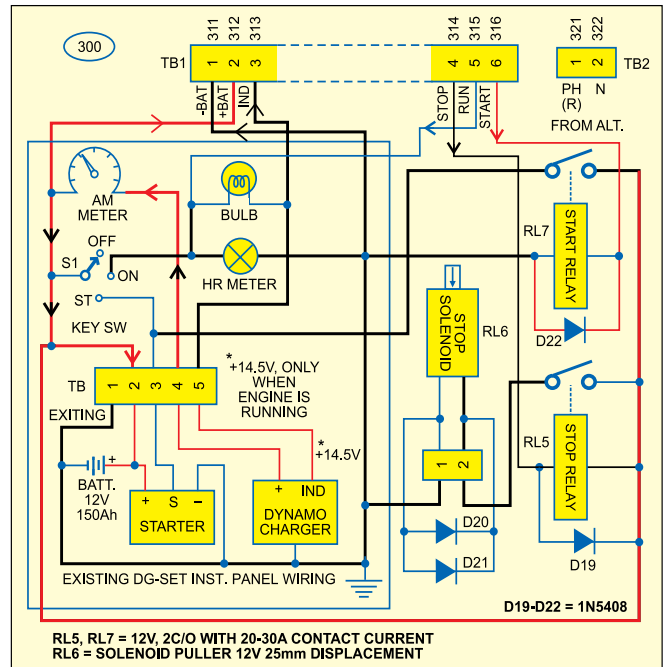 300
311
312
313
314
315
316
321
322
TB1
1
2
3
4
5
6
1
2
TB2
-BAT
+BAT
IND
STOP
RUN
START
PH
(R)
N
FROM ALT.
AM
METER
BULB
OFF
S1
ON
HR METER
ST
KEY SW
STOP
SOLENOID
RL6
RL7
START RELAY
D22
TB
1
2
3
4
5
EXITING
*
+14.5V, ONLY
WHEN
ENGINE IS
RUNNING
*
+14.5V
RL5
STOP RELAY
D19
1
2
+
BATT.
12V
150Ah
+
S
−
STARTER
+
IND
DYNAMO
CHARGER
D20
D21
EXISTING DG-SET INST. PANEL WIRING
D19-D22 = 1N5408
RL5, RL7 = 12V, 2C/O WITH 20-30A CONTACT CURRENT
RL6 = SOLENOID PULLER 12V 25mm DISPLACEMENT